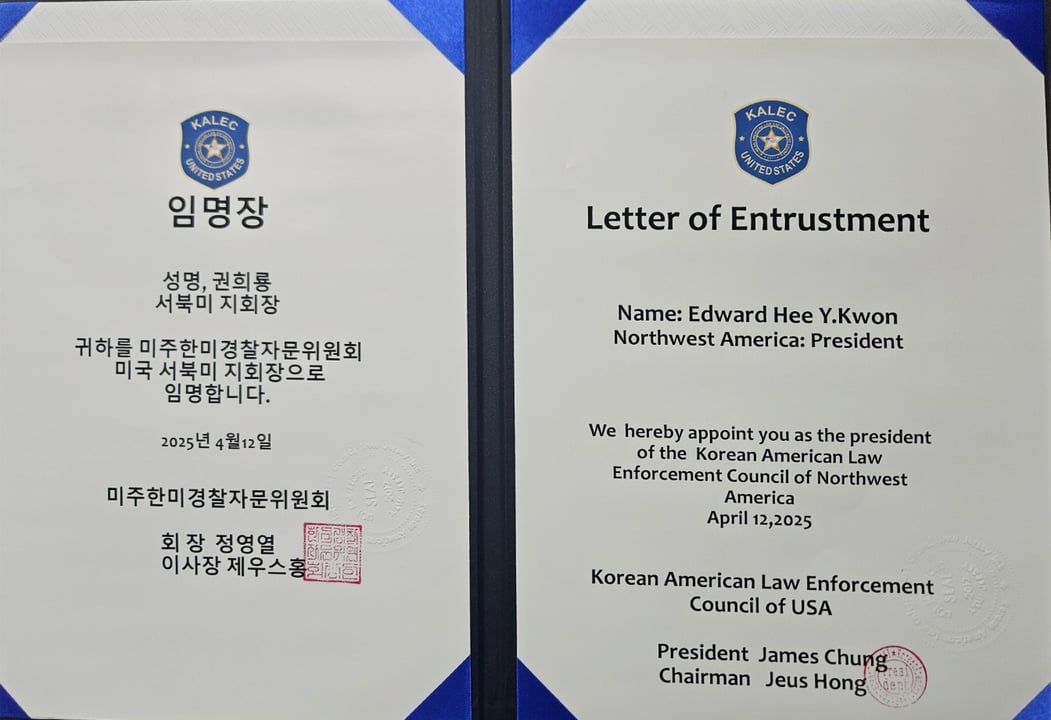 KALEC
UNITED STATES
임명장
성명, 권희룡
서북미 지회장
귀하를 미주한미경찰자문위원회
미국 서북미 지회장으로
임명합니다.
2025년 4월12일
미주한미경찰자문위원회
회 장 정영열
이사장 제우스홍
KALEC
UNITED STATES
Letter of Entrustment
Name: Edward Hee Y.Kwon
Northwest America: President
We hereby appoint you as the president
of the Korean American Law
Enforcement Council of Northwest
America
April 12,2025
Korean American Law Enforcement
Council of USA
President James Chung
Chairman Jeus Hong
Presi
dent